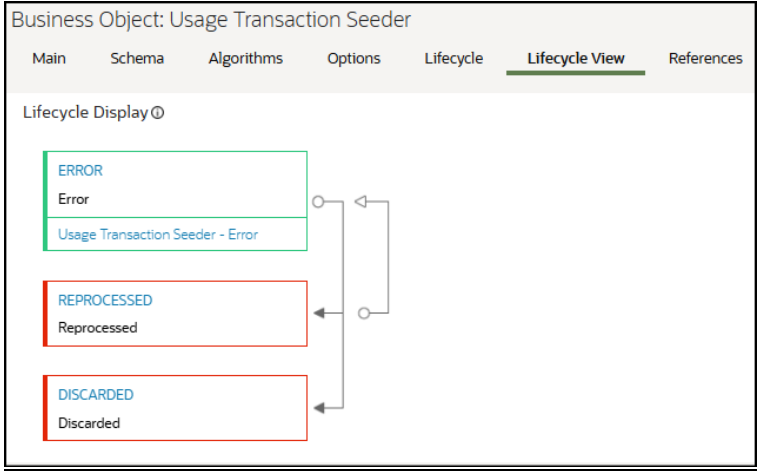 Business Object: Usage Transaction Seeder
Main Schema Algorithms Options Lifecycle Lifecycle View References
Lifecycle Display
ERROR
Error
Usage Transaction Seeder - Error
REPROCESSED
Reprocessed
DISCARDED
Discarded